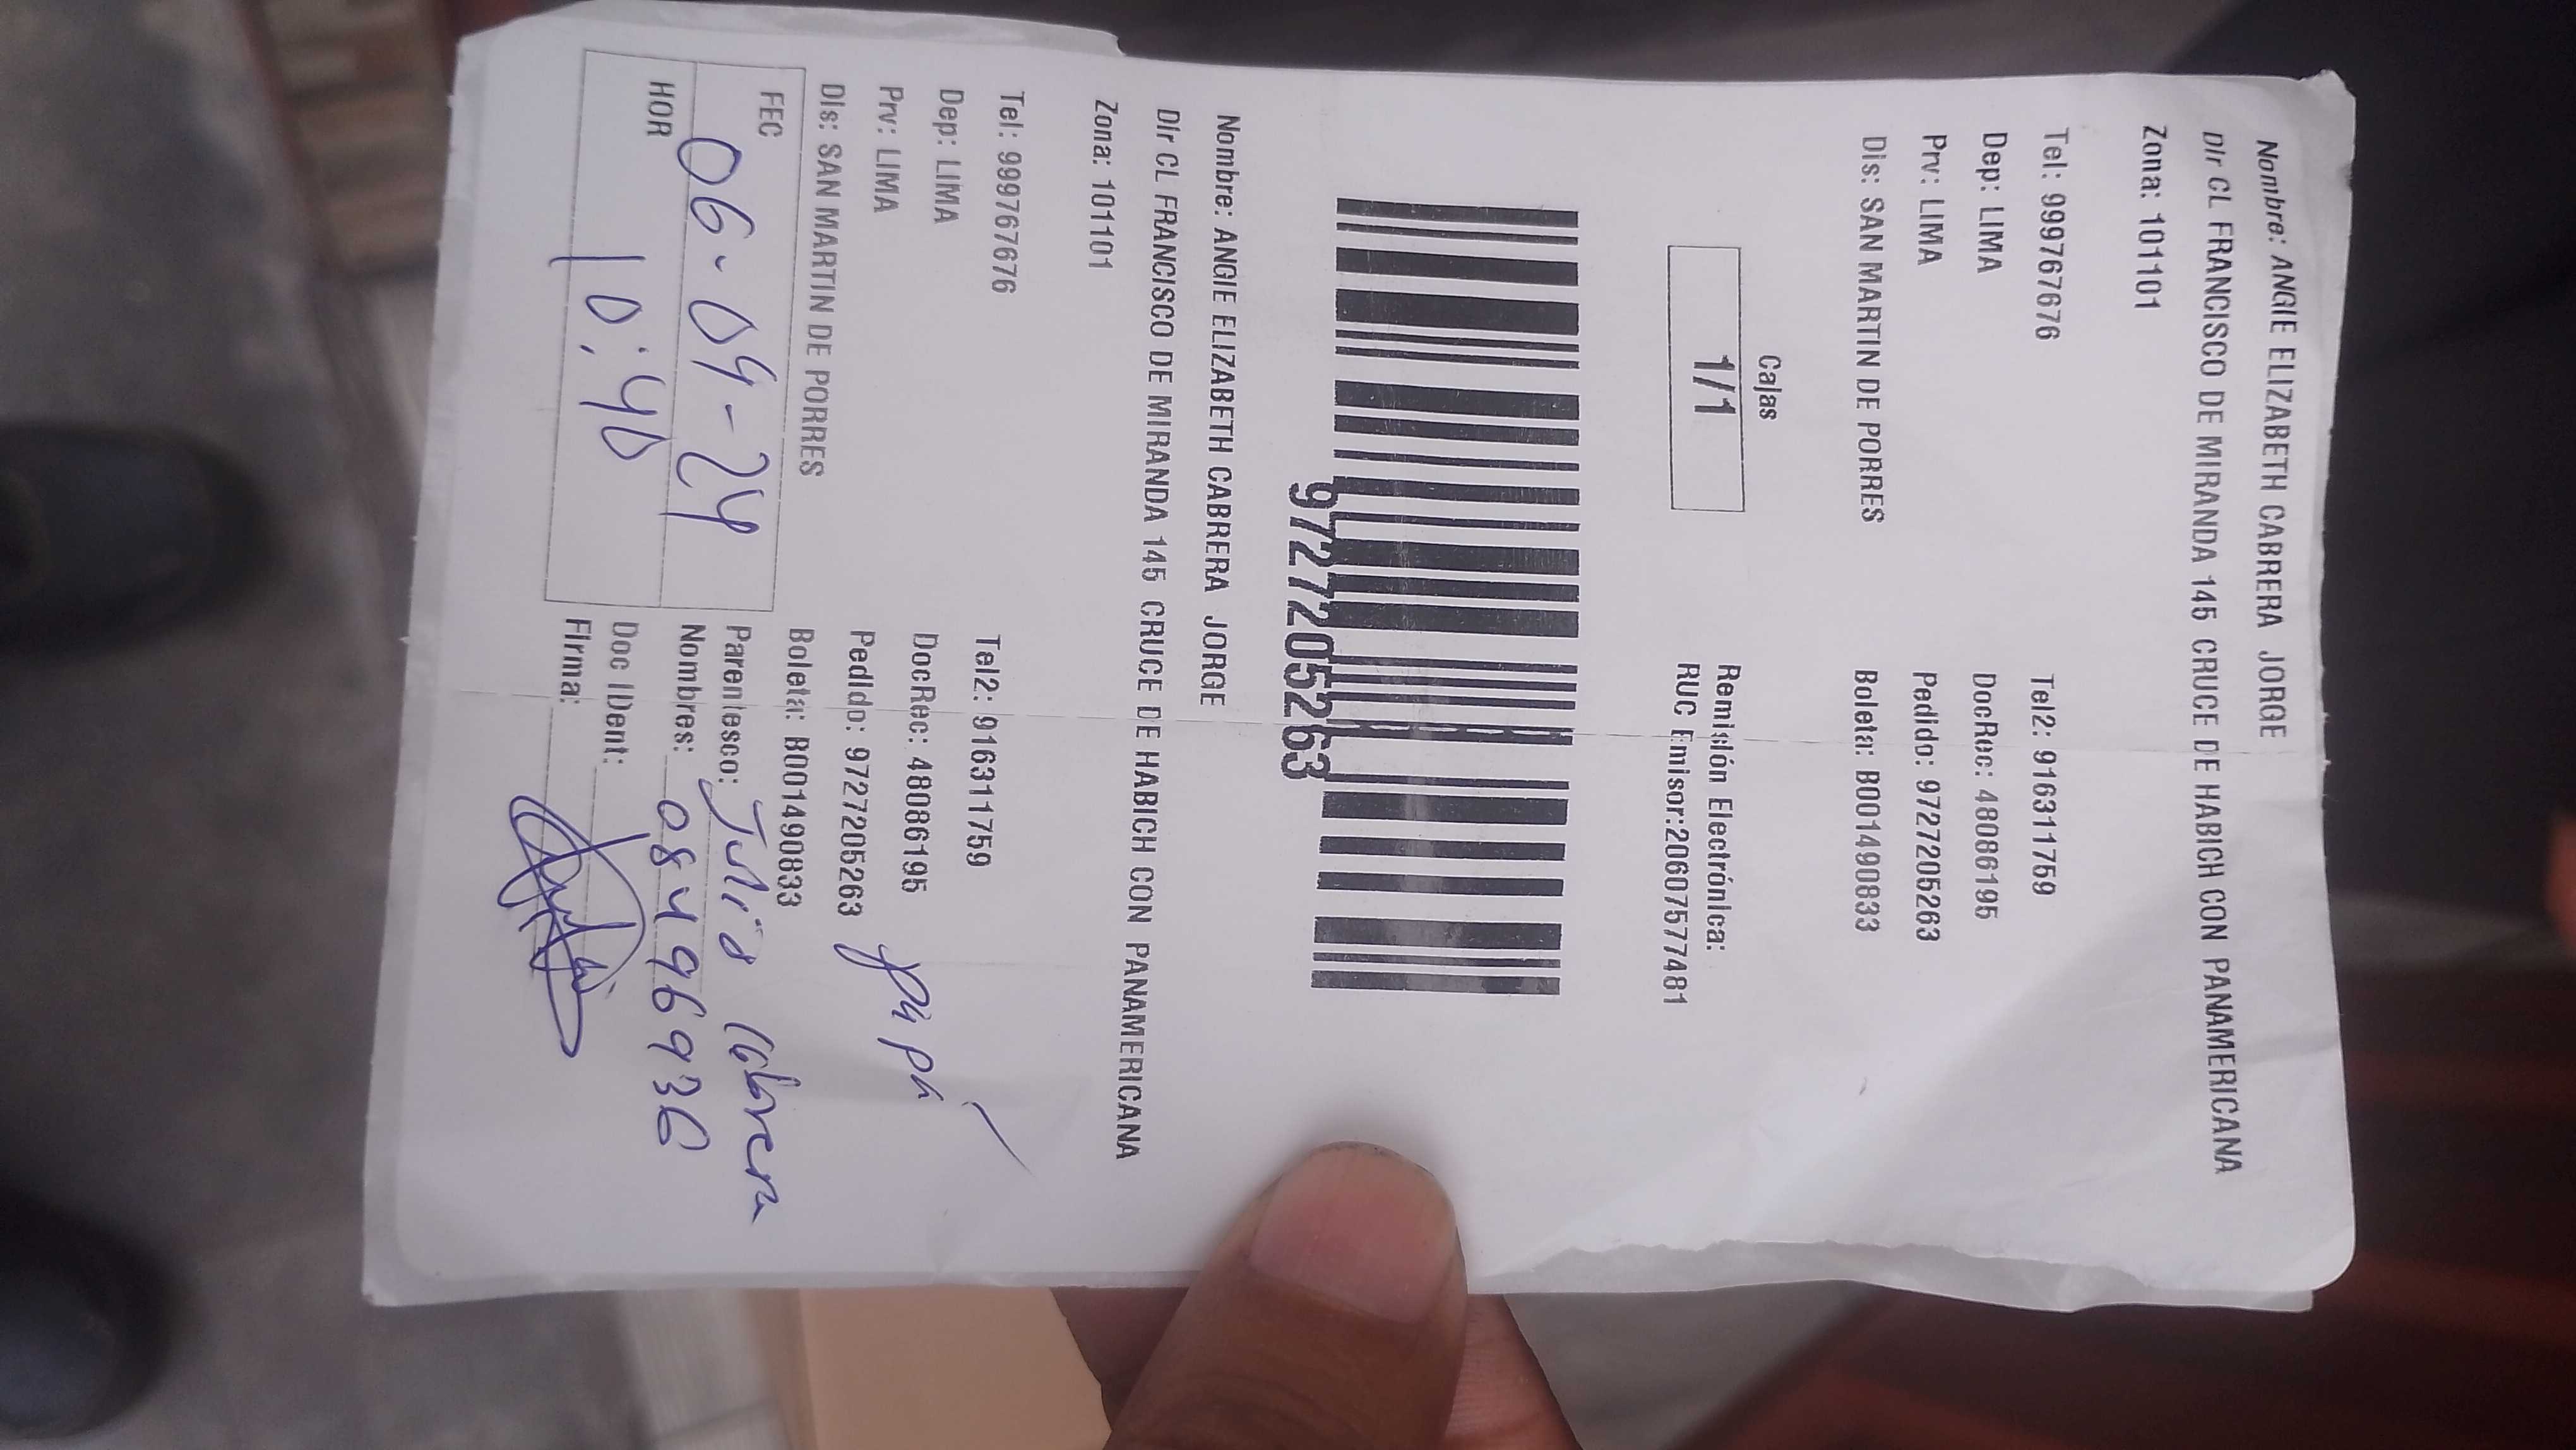 Nombre: ANGIE ELIZABETH CABRERA JORGE
Dir CL FRANCISCO DE MIRANDA 145 CRUCE DE HABICH CON PANAMERICANA
Zona: 101101
Tel: 999767676 Tel2: 916311759
Dep: LIMA DocRec: 48086195
Prv: LIMA Pedido: 9727205263
Dis: SAN MARTIN DE PORRES Boleta: B001490833
Cajas
1/1
Remisión Electrónica:
RUC Emisor:20607577481
9727205263
Nombre: ANGIE ELIZABETH CABRERA JORGE
Dir CL FRANCISCO DE MIRANDA 145 CRUCE DE HABICH CON PANAMERICANA
Zona: 101101
Tel: 999767676 Tel2: 916311759
Dep: LIMA DocRec: 48086195
Prv: LIMA Pedido: 9727205263
Dis: SAN MARTIN DE PORRES Boleta: B001490833
papá
FEC 06-09-24 Parentesco: Julio Cabrera
Nombres: 08496936
HOR 10:40 Doc IDent:
Firma: